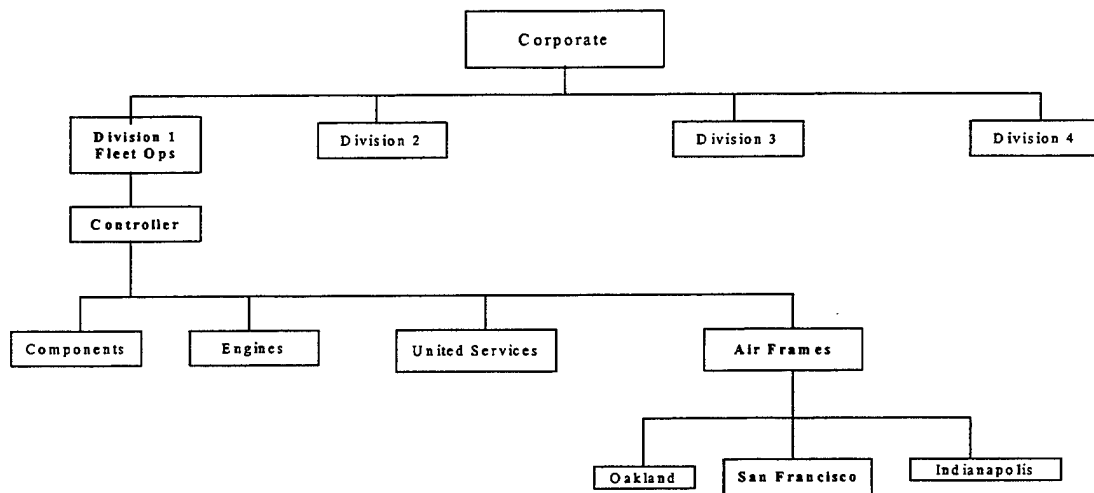 Corporate
Division 1
Fleet Ops
Division 2
Division 3
Division 4
Controller
Components
Engines
United Services
Air Frames
Oakland
San Francisco
Indianapolis